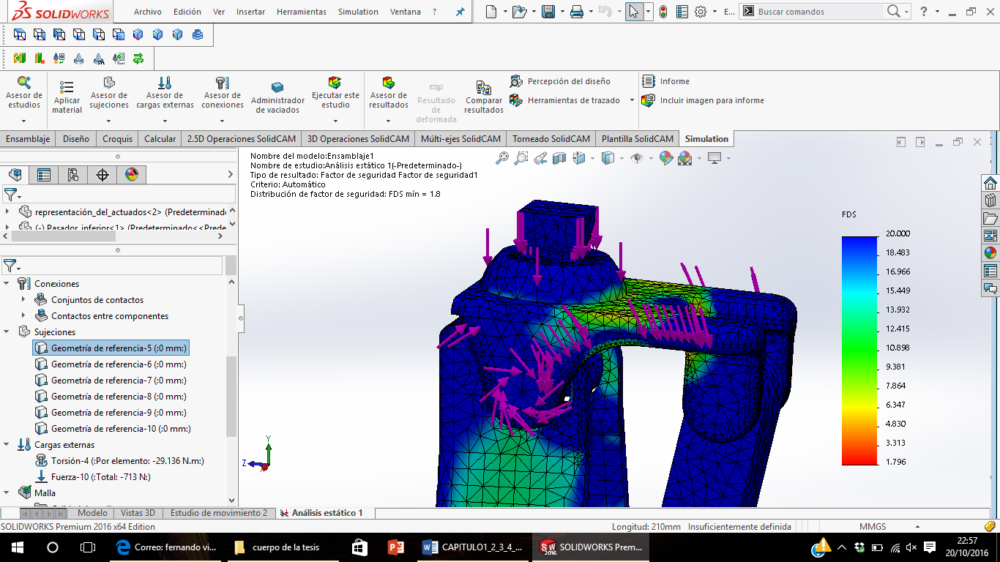 SOLIDWORKS
Archivo Edición Ver Insertar Herramientas Simulation Ventana ?
E...
Buscar comandos
?
Asesor de estudios
Aplicar material
Asesor de sujeciones
Asesor de cargas externas
Asesor de conexiones
Administrador de vaciados
Ejecutar este estudio
Asesor de resultados
Resultado de deformada
Comparar resultados
Percepción del diseño
Herramientas de trazado
Informe
Incluir imagen para informe
Ensamblaje Diseño Croquis Calcular 2.5D Operaciones SolidCAM 3D Operaciones SolidCAM Múlti-ejes SolidCAM Torneado SolidCAM Plantilla SolidCAM Simulation
Nombre del modelo:Ensamblaje1
Nombre de estudio:Análisis estático 1(-Predeterminado-)
Tipo de resultado: Factor de seguridad Factor de seguridad1
Criterio: Automático
Distribución de factor de seguridad: FDS mín = 1.8
representación_del_actuados<2> (Predeterminado
(-) Pasador_inferior<1> (Predeterminado<<Prede
Conexiones
Conjuntos de contactos
Contactos entre componentes
Sujeciones
Geometría de referencia-5 (:0 mm:)
Geometría de referencia-6 (:0 mm:)
Geometría de referencia-7 (:0 mm:)
Geometría de referencia-8 (:0 mm:)
Geometría de referencia-9 (:0 mm:)
Geometría de referencia-10 (:0 mm:)
Cargas externas
Torsión-4 (:Por elemento: -29.136 N.m:)
Fuerza-10 (:Total: -713 N:)
Malla
FDS
20.000
18.483
16.966
15.449
13.932
12.415
10.898
9.381
7.864
6.347
4.830
3.313
1.796
Y
Z
X
Modelo Vistas 3D Estudio de movimiento 2 Análisis estático 1
SOLIDWORKS Premium 2016 x64 Edition
Longitud: 210mm Insuficientemente definida
MMGS
Correo: fernando vi...
cuerpo de la tesis
CAPITULO1_2_3_4_...
SOLIDWORKS Prem...
22:57
20/10/2016